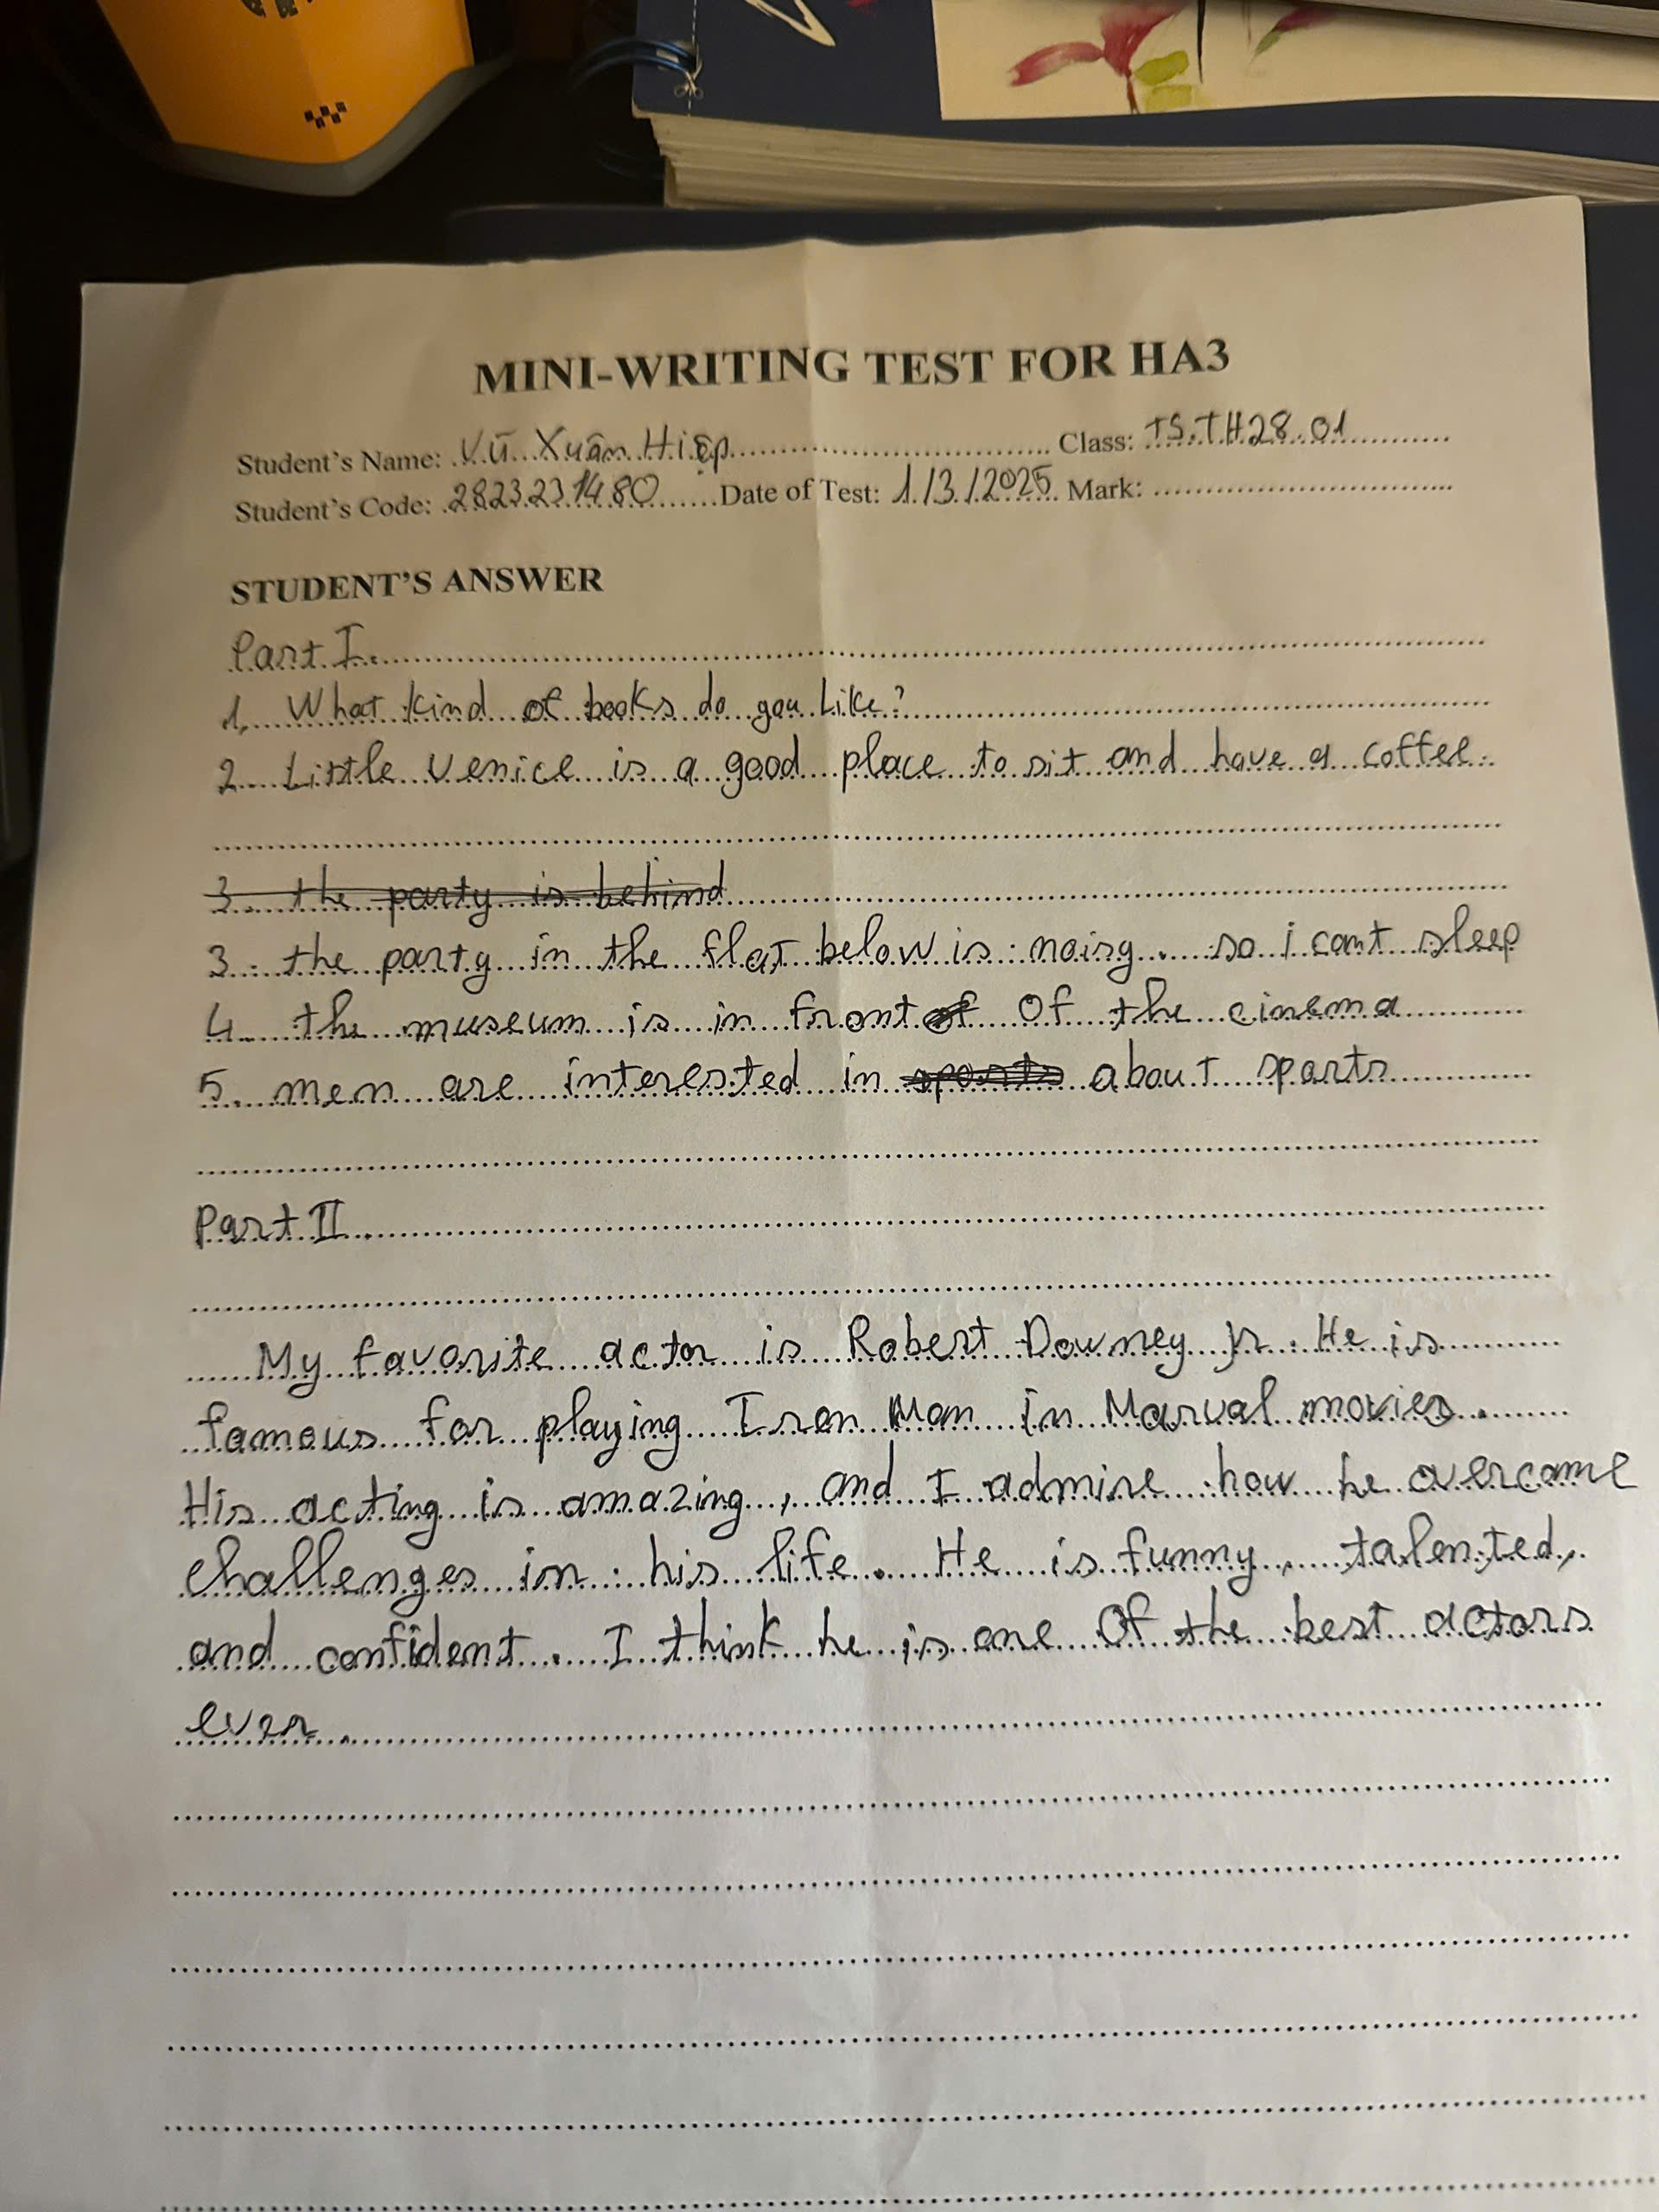 MINI-WRITING TEST FOR HA3
Student's Name: Vũ Xuân Hiệp Class: TS.TH28.01
Student's Code: 2823231480 Date of Test: 1/3/2025 Mark:
STUDENT'S ANSWER
Part I.
1. What kind of books do you like?
2. Little Venice is a good place to sit and have a coffee.
3. the party is behind
3. the party in the flat below is noisy. so i can't sleep
4. the museum is in front of of the cinema
5. men are interested in sports about sports
Part II.
My favorite actor is Robert Downey Jr. He is
famous for playing Iron Man in Marval movies.
His acting is amazing, and I admire how he overcame
challenges in his life. He is funny, talented,
and confident. I think he is one Of the best actors
ever.